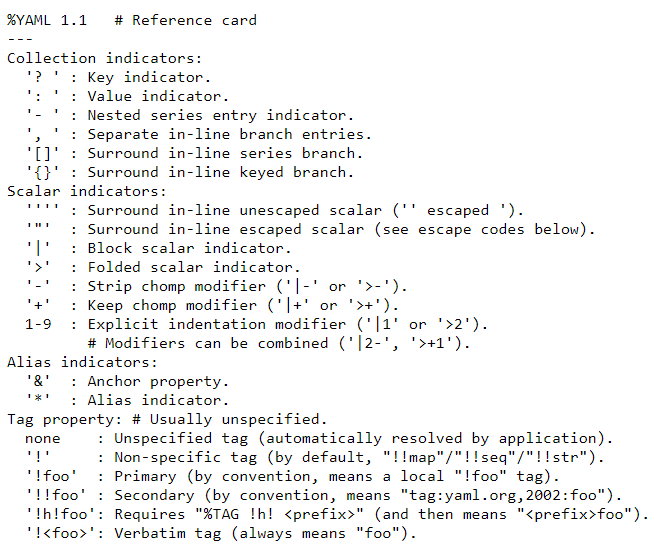 %YAML 1.1   # Reference card
---
Collection indicators:
  '? ' : Key indicator.
  ': ' : Value indicator.
  '- ' : Nested series entry indicator.
  ', ' : Separate in-line branch entries.
  '[]' : Surround in-line series branch.
  '{}' : Surround in-line keyed branch.
Scalar indicators:
  '''' : Surround in-line unescaped scalar ('' escaped ').
  '"'  : Surround in-line escaped scalar (see escape codes below).
  '|'  : Block scalar indicator.
  '>'  : Folded scalar indicator.
  '-'  : Strip chomp modifier ('|-' or '>-').
  '+'  : Keep chomp modifier ('|+' or '>+').
  1-9  : Explicit indentation modifier ('|1' or '>2').
         # Modifiers can be combined ('|2-', '>+1').
Alias indicators:
  '&'  : Anchor property.
  '*'  : Alias indicator.
Tag property: # Usually unspecified.
  none    : Unspecified tag (automatically resolved by application).
  '!'     : Non-specific tag (by default, "!!map"/"!!seq"/"!!str").
  '!foo'  : Primary (by convention, means a local "!foo" tag).
  '!!foo' : Secondary (by convention, means "tag:yaml.org,2002:foo").
  '!h!foo': Requires "%TAG !h! <prefix>" (and then means "<prefix>foo").
  '!<foo>': Verbatim tag (always means "foo").